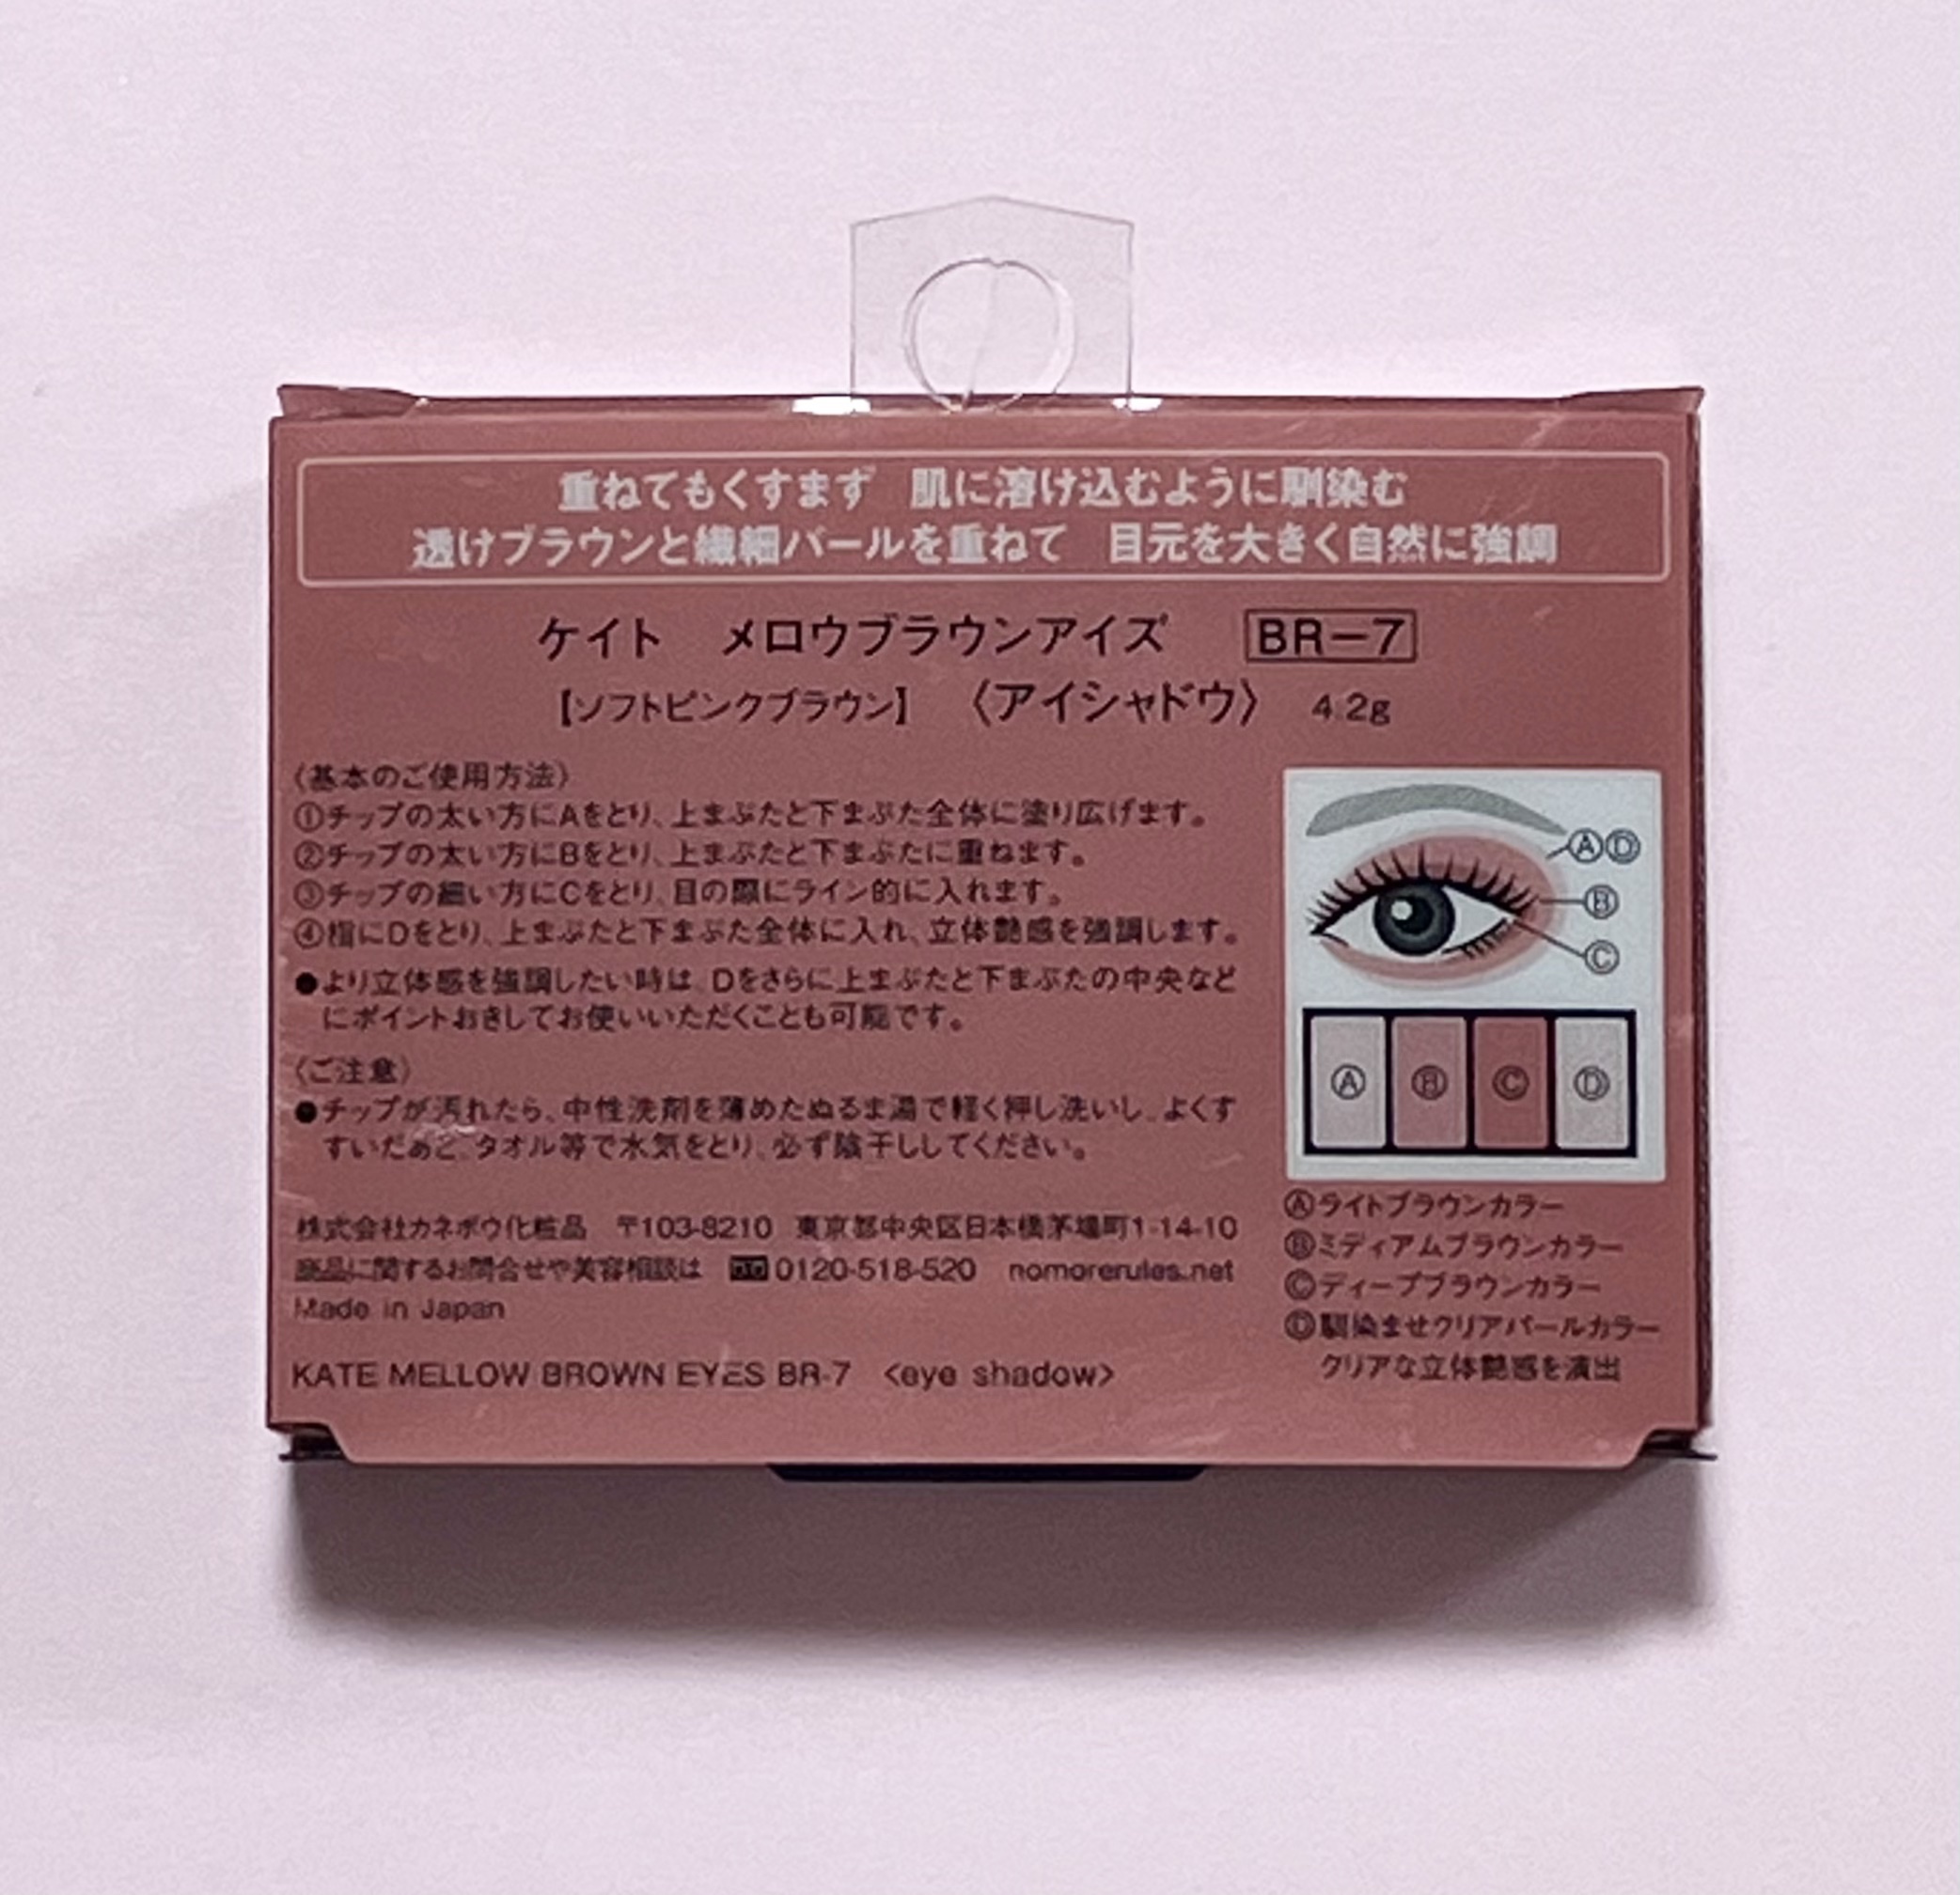 重ねてもくすまず 肌に溶け込むように馴染む
透けブラウンと繊細パールを重ねて 目元を大きく自然に強調
ケイト メロウブラウンアイズ BR-7
【ソフトピンクブラウン】 〈アイシャドウ〉 4.2g
〈基本のご使用方法〉
①チップの太い方にAをとり、上まぶたと下まぶた全体に塗り広げます。
②チップの太い方にBをとり、上まぶたと下まぶたに重ねます。
③チップの細い方にCをとり、目の際にライン的に入れます。
④指にDをとり、上まぶたと下まぶた全体に入れ、立体艶感を強調します。
●より立体感を強調したい時は、Dをさらに上まぶたと下まぶたの中央など
にポイントおきしてお使いいただくことも可能です。
〈ご注意〉
●チップが汚れたら、中性洗剤を薄めたぬるま湯で軽く押し洗いし、よくす
すいだあと、タオル等で水気をとり、必ず陰干ししてください。
株式会社カネボウ化粧品 〒103-8210 東京都中央区日本橋茅場町1-14-10
商品に関するお問合せや美容相談は 0120-518-520 nomorerules.net
Made in Japan
KATE MELLOW BROWN EYES BR-7 <eye shadow>
Ⓐ Ⓓ
Ⓑ
Ⓒ
Ⓐ Ⓑ Ⓒ Ⓓ
Ⓐライトブラウンカラー
Ⓑミディアムブラウンカラー
Ⓒディープブラウンカラー
Ⓓ馴染ませクリアパールカラー
クリアな立体艶感を演出